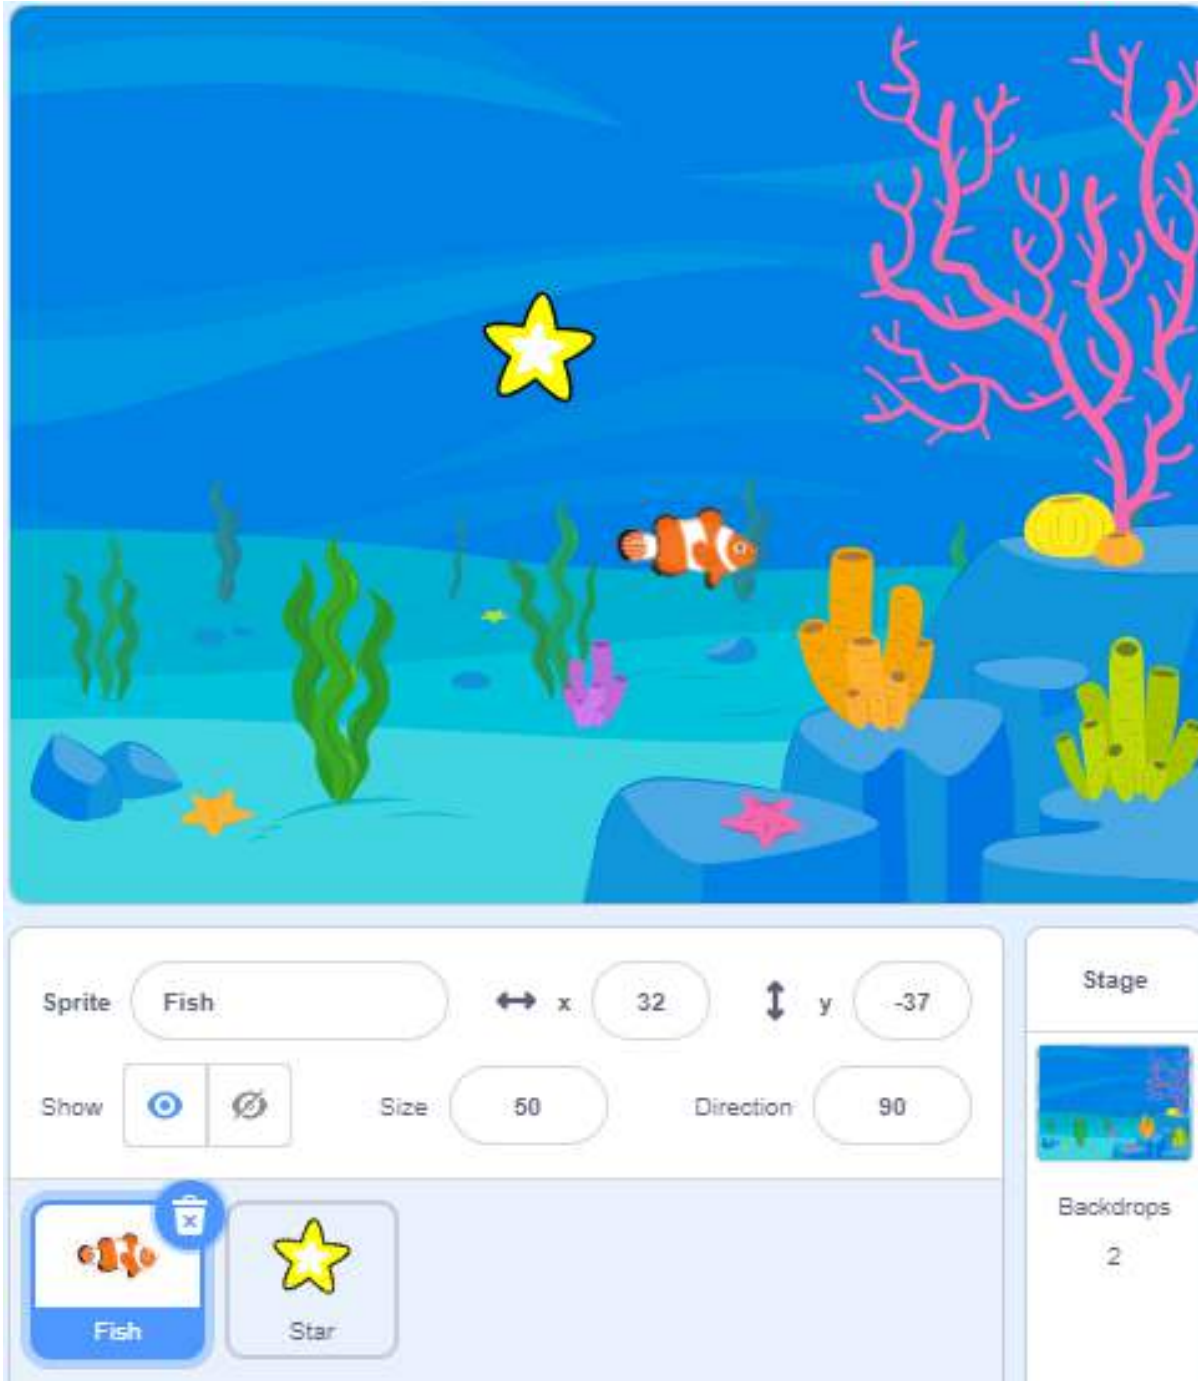 Sprite Fish x 32 y -37
Show Size 50 Direction 90
Fish
Star
Stage
Backdrops
2